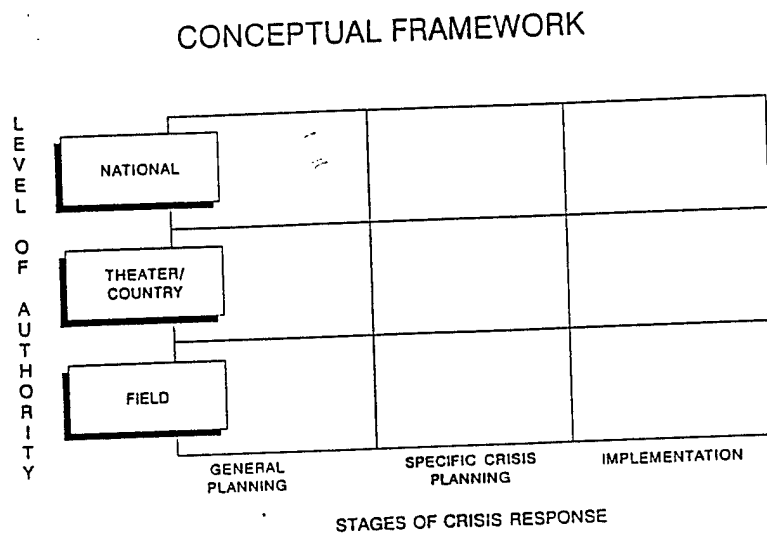 CONCEPTUAL FRAMEWORK
LEVEL OF AUTHORITY
NATIONAL
THEATER/
COUNTRY
FIELD
GENERAL
PLANNING
SPECIFIC CRISIS
PLANNING
IMPLEMENTATION
STAGES OF CRISIS RESPONSE